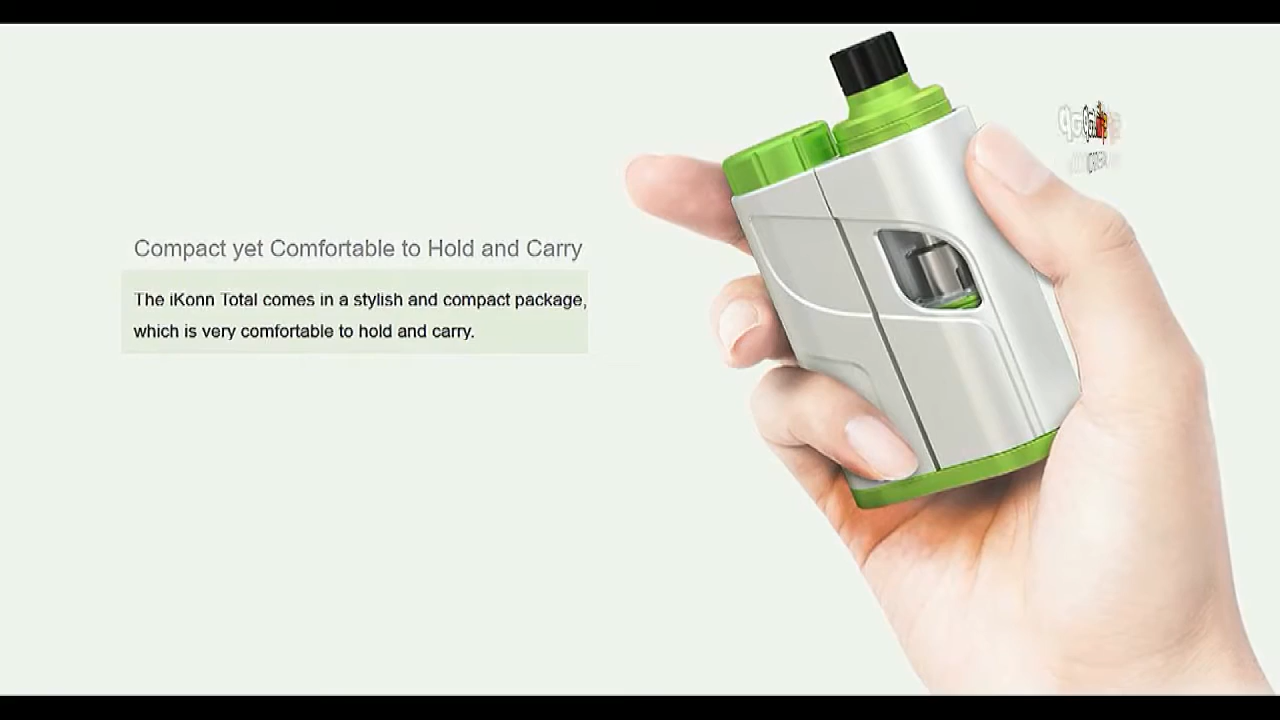 Compact yet Comfortable to Hold and Carry
The iKonn Total comes in a stylish and compact package,
which is very comfortable to hold and carry.